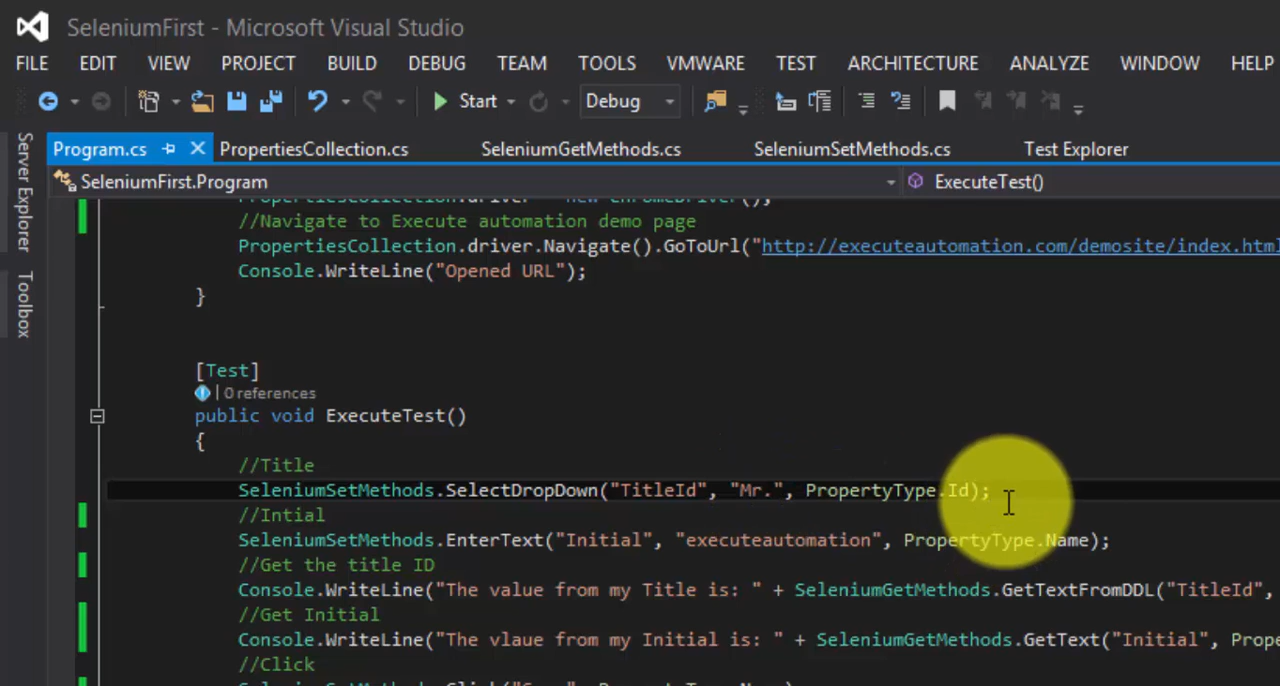 SeleniumFirst - Microsoft Visual Studio
FILE EDIT VIEW PROJECT BUILD DEBUG TEAM TOOLS VMWARE TEST ARCHITECTURE ANALYZE WINDOW HELP
Start Debug
Server Explorer
Toolbox
Program.cs PropertiesCollection.cs SeleniumGetMethods.cs SeleniumSetMethods.cs Test Explorer
SeleniumFirst.Program ExecuteTest()
PropertiesCollection.driver = new ChromeDriver();
//Navigate to Execute automation demo page
PropertiesCollection.driver.Navigate().GoToUrl("http://executeautomation.com/demosite/index.html
Console.WriteLine("Opened URL");
}
[Test]
0 references
public void ExecuteTest()
{
//Title
SeleniumSetMethods.SelectDropDown("TitleId", "Mr.", PropertyType.Id);
//Intial
SeleniumSetMethods.EnterText("Initial", "executeautomation", PropertyType.Name);
//Get the title ID
Console.WriteLine("The value from my Title is: " + SeleniumGetMethods.GetTextFromDDL("TitleId",
//Get Initial
Console.WriteLine("The vlaue from my Initial is: " + SeleniumGetMethods.GetText("Initial", Prope
//Click